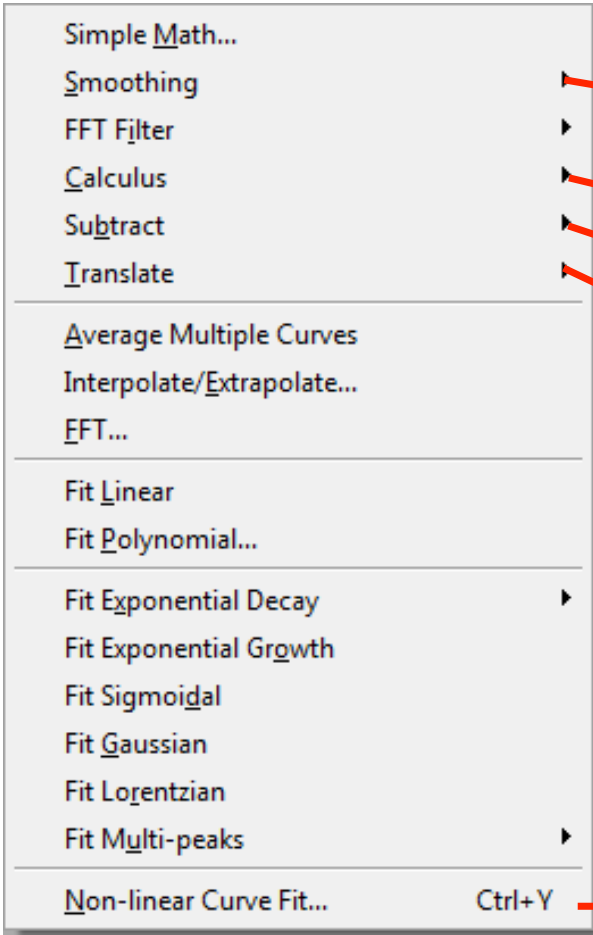 Simple Math...
Smoothing
FFT Filter
Calculus
Subtract
Translate
Average Multiple Curves
Interpolate/Extrapolate...
FFT...
Fit Linear
Fit Polynomial...
Fit Exponential Decay
Fit Exponential Growth
Fit Sigmoidal
Fit Gaussian
Fit Lorentzian
Fit Multi-peaks
Non-linear Curve Fit... Ctrl+Y